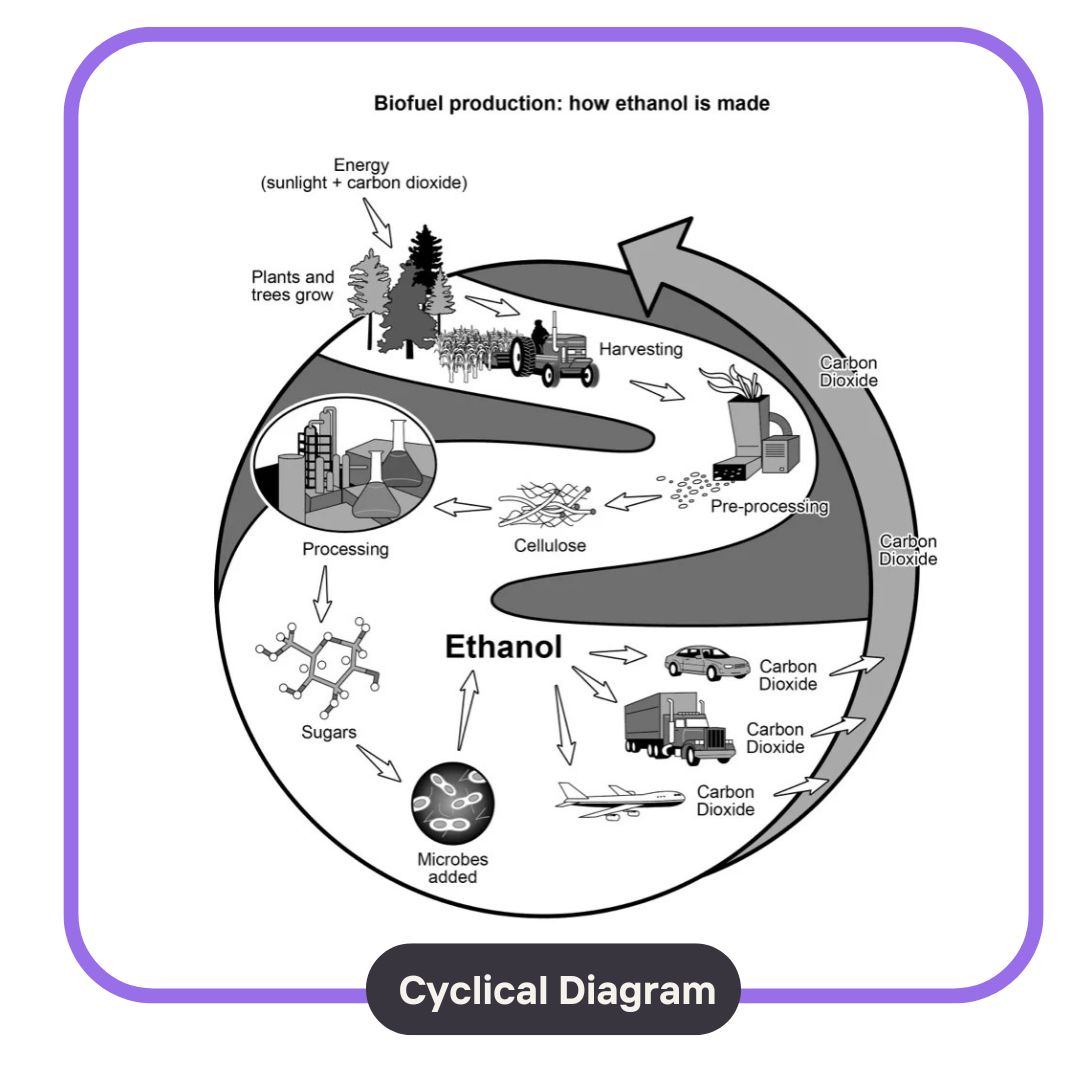 Biofuel production: how ethanol is made
Energy
(sunlight + carbon dioxide)
Plants and
trees grow
Harvesting
Carbon
Dioxide
Pre-processing
Cellulose
Processing
Carbon
Dioxide
Ethanol
Carbon
Dioxide
Sugars
Carbon
Dioxide
Carbon
Dioxide
Microbes
added
Cyclical Diagram